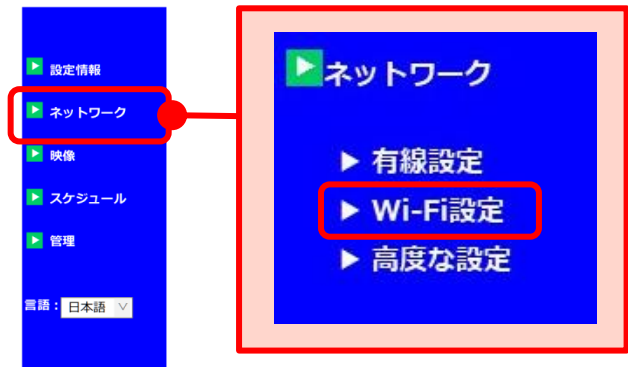 設定情報
ネットワーク
映像
スケジュール
管理
言語：日本語
ネットワーク
有線設定
Wi-Fi設定
高度な設定